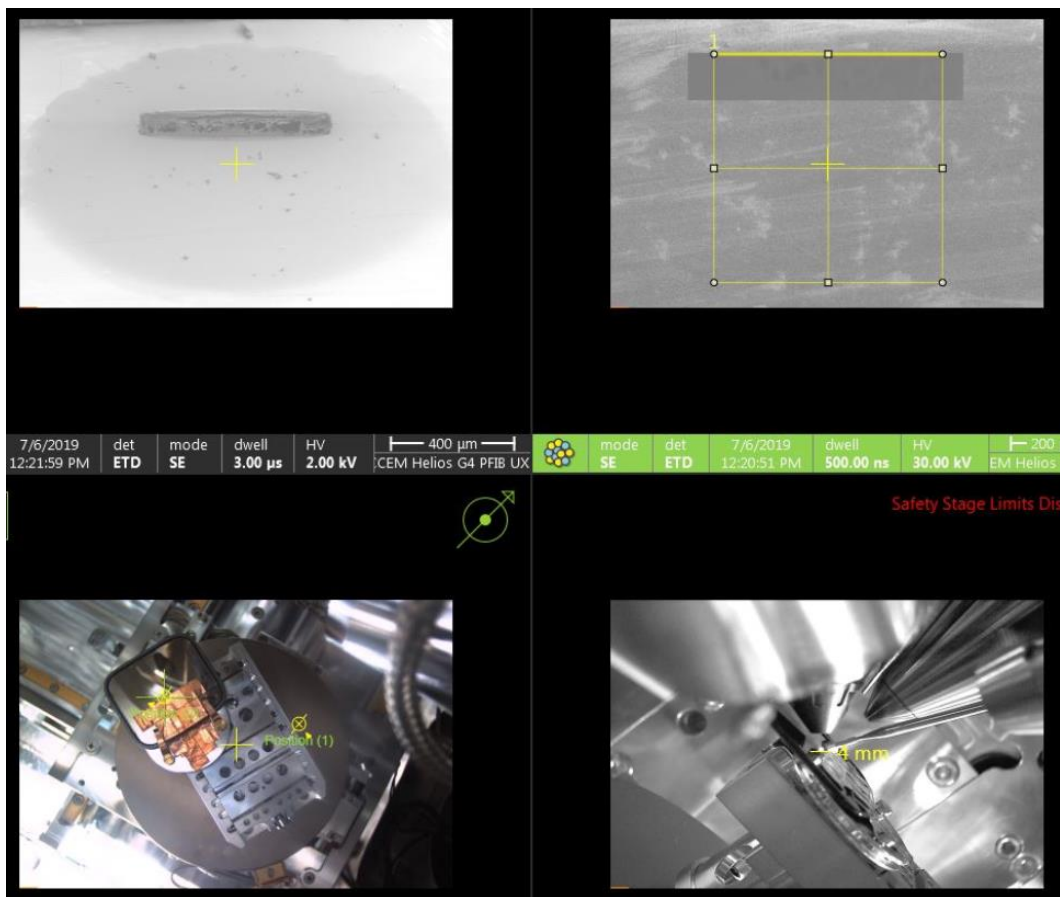 1
7/6/2019 det mode dwell HV 400 µm
12:21:59 PM ETD SE 3.00 µs 2.00 kV CCEM Helios G4 PFIB UX
mode det 7/6/2019 dwell HV 200
SE ETD 12:20:51 PM 500.00 ns 30.00 kV EM Helios
Safety Stage Limits Dis
Position (1)
4 mm